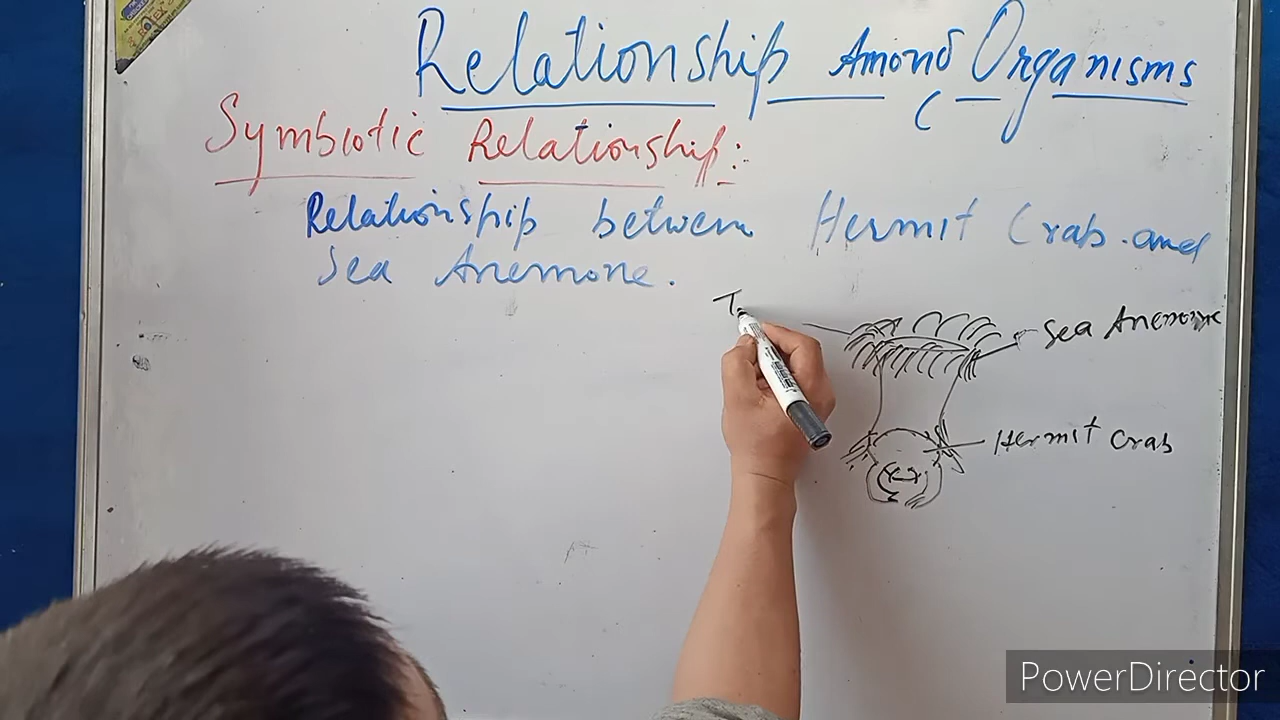 Relationship Among Organisms
Symbiotic Relationship:
Relationship between Hermit Crab and
Sea Anemone.
T
Sea Anemone
Hermit Crab
PowerDirector